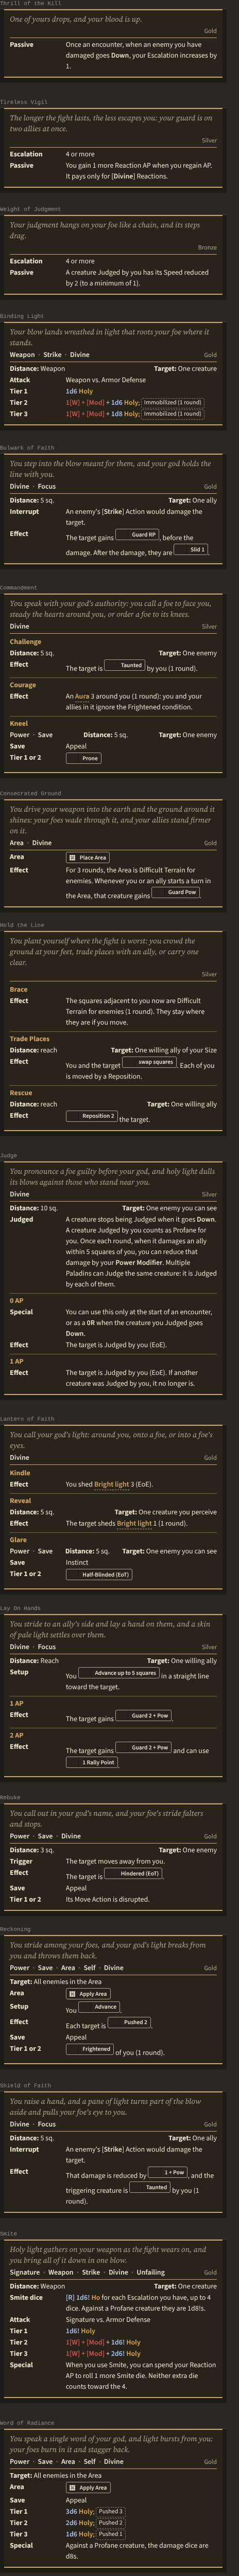 Thrill of the Kill
One of yours drops, and your blood is up.
Gold
Passive Once an encounter, when an enemy you have
damaged goes Down, your Escalation increases by
1.
Tireless Vigil
The longer the fight lasts, the less escapes you: your guard is on
two allies at once.
Silver
Escalation 4 or more
Passive You gain 1 more Reaction AP when you regain AP.
It pays only for [Divine] Reactions.
Weight of Judgment
Your judgment hangs on your foe like a chain, and its steps
drag.
Bronze
Escalation 4 or more
Passive A creature Judged by you has its Speed reduced
by 2 (to a minimum of 1).
Binding Light
Your blow lands wreathed in light that roots your foe where it
stands.
Weapon · Strike · Divine Gold
Distance: Weapon Target: One creature
Attack Weapon vs. Armor Defense
Tier 1 1d6 Holy
Tier 2 1[W] + [Mod] + 1d6 Holy; Immobilized (1 round)
Tier 3 1[W] + [Mod] + 1d8 Holy; Immobilized (1 round)
Bulwark of Faith
You step into the blow meant for them, and your god holds the
line with you.
Divine · Focus Gold
Distance: 5 sq. Target: One ally
Interrupt An enemy's [Strike] Action would damage the
target.
Effect The target gains Guard RP, before the
damage. After the damage, they are Slid 1.
Commandment
You speak with your god's authority: you call a foe to face you,
steady the hearts around you, or order a foe to its knees.
Divine Silver
Challenge
Distance: 5 sq. Target: One enemy
Effect The target is Taunted by you (1 round).
Courage
Effect An Aura 3 around you (1 round): you and your
allies in it ignore the Frightened condition.
Kneel
Power · Save Distance: 5 sq. Target: One enemy
Save Appeal
Tier 1 or 2 Prone
Consecrated Ground
You drive your weapon into the earth and the ground around it
shines: your foes wade through it, and your allies stand firmer
on it.
Area · Divine Gold
Area Place Area
Effect For 3 rounds, the Area is Difficult Terrain for
enemies. Whenever you or an ally starts a turn in
the Area, that creature gains Guard Pow.
Hold the Line
You plant yourself where the fight is worst: you crowd the
ground at your feet, trade places with an ally, or carry one
clear.
Silver
Brace
Effect The squares adjacent to you now are Difficult
Terrain for enemies (1 round). They stay where
they are if you move.
Trade Places
Distance: reach Target: One willing ally of your Size
Effect You and the target swap squares. Each of you
is moved by a Reposition.
Rescue
Distance: reach Target: One willing ally
Effect Reposition 2 the target.
Judge
You pronounce a foe guilty before your god, and holy light dulls
its blows against those who stand near you.
Divine Silver
Distance: 10 sq. Target: One enemy you can see
Judged A creature stops being Judged when it goes Down.
A creature Judged by you counts as Profane for
you. Once each round, when it damages an ally
within 5 squares of you, you can reduce that
damage by your Power Modifier. Multiple
Paladins can Judge the same creature: it is Judged
by each of them.
0 AP
Special You can use this only at the start of an encounter,
or as a 0R when the creature you Judged goes
Down.
Effect The target is Judged by you (EoE).
1 AP
Effect The target is Judged by you (EoE). If another
creature was Judged by you, it no longer is.
Lantern of Faith
You call your god's light: around you, onto a foe, or into a foe's
eyes.
Divine Gold
Kindle
Effect You shed Bright light 3 (EoE).
Reveal
Distance: 5 sq. Target: One creature you perceive
Effect The target sheds Bright light 1 (1 round).
Glare
Power · Save Distance: 5 sq. Target: One enemy you can see
Save Instinct
Tier 1 or 2 Half-Blinded (EoT)
Lay On Hands
You stride to an ally's side and lay a hand on them, and a skin
of pale light settles over them.
Divine · Focus Silver
Distance: Reach Target: One willing ally
Setup You Advance up to 5 squares in a straight line
toward the target.
1 AP
Effect The target gains Guard 2 + Pow.
2 AP
Effect The target gains Guard 2 + Pow and can use
1 Rally Point.
Rebuke
You call out in your god's name, and your foe's stride falters
and stops.
Power · Save · Divine Gold
Distance: 3 sq. Target: One enemy
Trigger The target moves away from you.
Effect The target is Hindered (EoT).
Save Appeal
Tier 1 or 2 Its Move Action is disrupted.
Reckoning
You stride among your foes, and your god's light breaks from
you and throws them back.
Power · Save · Area · Self · Divine Gold
Target: All enemies in the Area
Area Apply Area
Setup You Advance.
Effect Each target is Pushed 2.
Save Appeal
Tier 1 or 2 Frightened of you (1 round).
Shield of Faith
You raise a hand, and a pane of light turns part of the blow
aside and pulls your foe's eye to you.
Divine · Focus Gold
Distance: 5 sq. Target: One ally
Interrupt An enemy's [Strike] Action would damage the
target.
Effect That damage is reduced by 1 + Pow, and the
triggering creature is Taunted by you (1
round).
Smite
Holy light gathers on your weapon as the fight wears on, and
you bring all of it down in one blow.
Signature · Weapon · Strike · Divine · Unfailing Gold
Distance: Weapon Target: One creature
Smite dice [R] 1d6! Ho for each Escalation you have, up to 4
dice. Against a Profane creature they are 1d8!s.
Attack Signature vs. Armor Defense
Tier 1 1d6! Holy
Tier 2 1[W] + [Mod] + 1d6! Holy
Tier 3 1[W] + [Mod] + 2d6! Holy
Special When you use Smite, you can spend your Reaction
AP to roll 1 more Smite die. Neither extra die
counts toward the 4.
Word of Radiance
You speak a single word of your god, and light bursts from you:
your foes burn in it and stagger back.
Power · Save · Area · Self · Divine Gold
Target: All enemies in the Area
Area Apply Area
Save Appeal
Tier 1 3d6 Holy; Pushed 3
Tier 2 2d6 Holy; Pushed 2
Tier 3 1d6 Holy; Pushed 1
Special Against a Profane creature, the damage dice are
d8s.